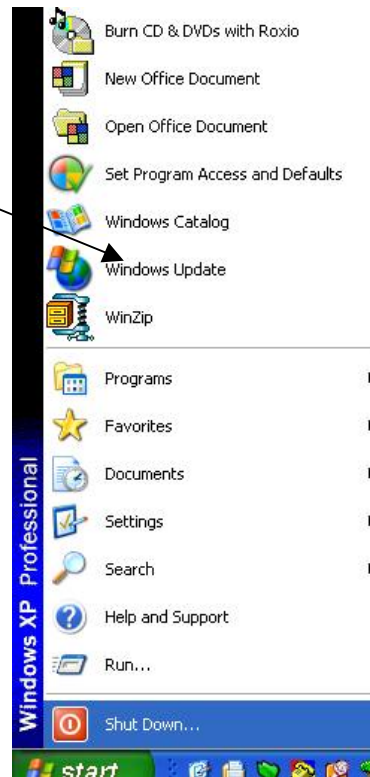 Burn CD & DVDs with Roxio
New Office Document
Open Office Document
Set Program Access and Defaults
Windows Catalog
Windows Update
WinZip
Programs
Favorites
Documents
Settings
Search
Help and Support
Run...
Shut Down...
Windows XP Professional
start